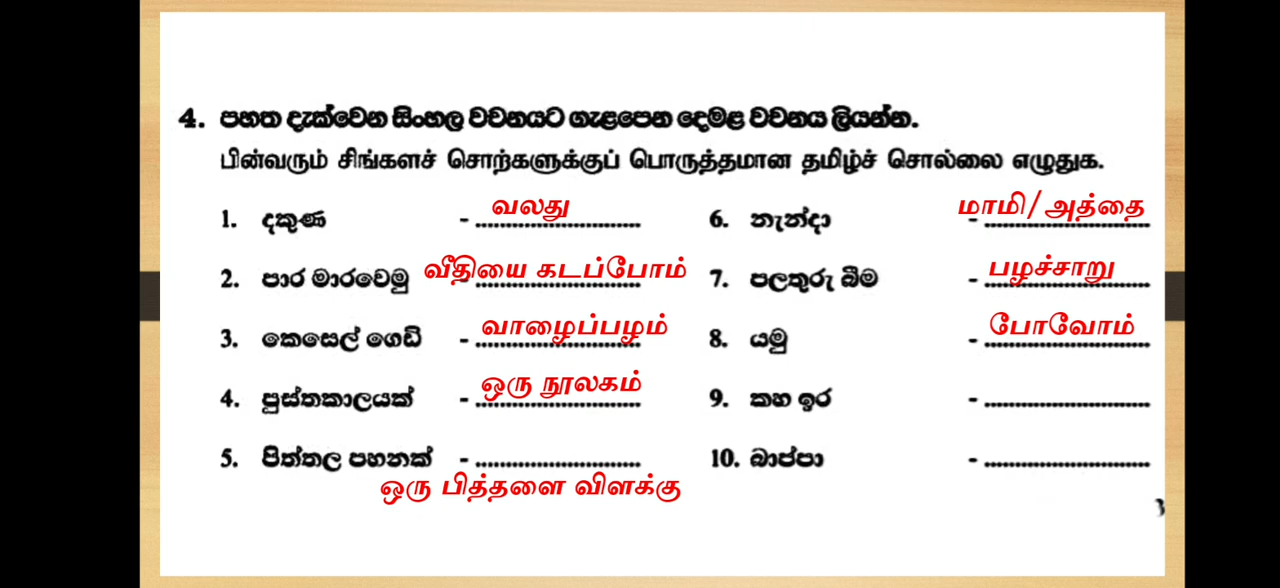 4. පහත දැක්වෙන සිංහල වචනයට ගැළපෙන දෙමළ වචනය ලියන්න.
பின்வரும் சிங்களச் சொற்களுக்குப் பொருத்தமான தமிழ்ச் சொல்லை எழுதுக.
1. දකුණ - வலது
2. පාර මාරවෙමු - வீதியை கடப்போம்
3. කෙසෙල් ගෙඩි - வாழைப்பழம்
4. පුස්තකාලයක් - ஒரு நூலகம்
5. පිත්තල පහනක් - ஒரு பித்தளை விளக்கு
6. නැන්දා - மாமி/அத்தை
7. පලතුරු බීම - பழச்சாறு
8. යමු - போவோம்
9. කහ ඉර -
10. බාප්පා -